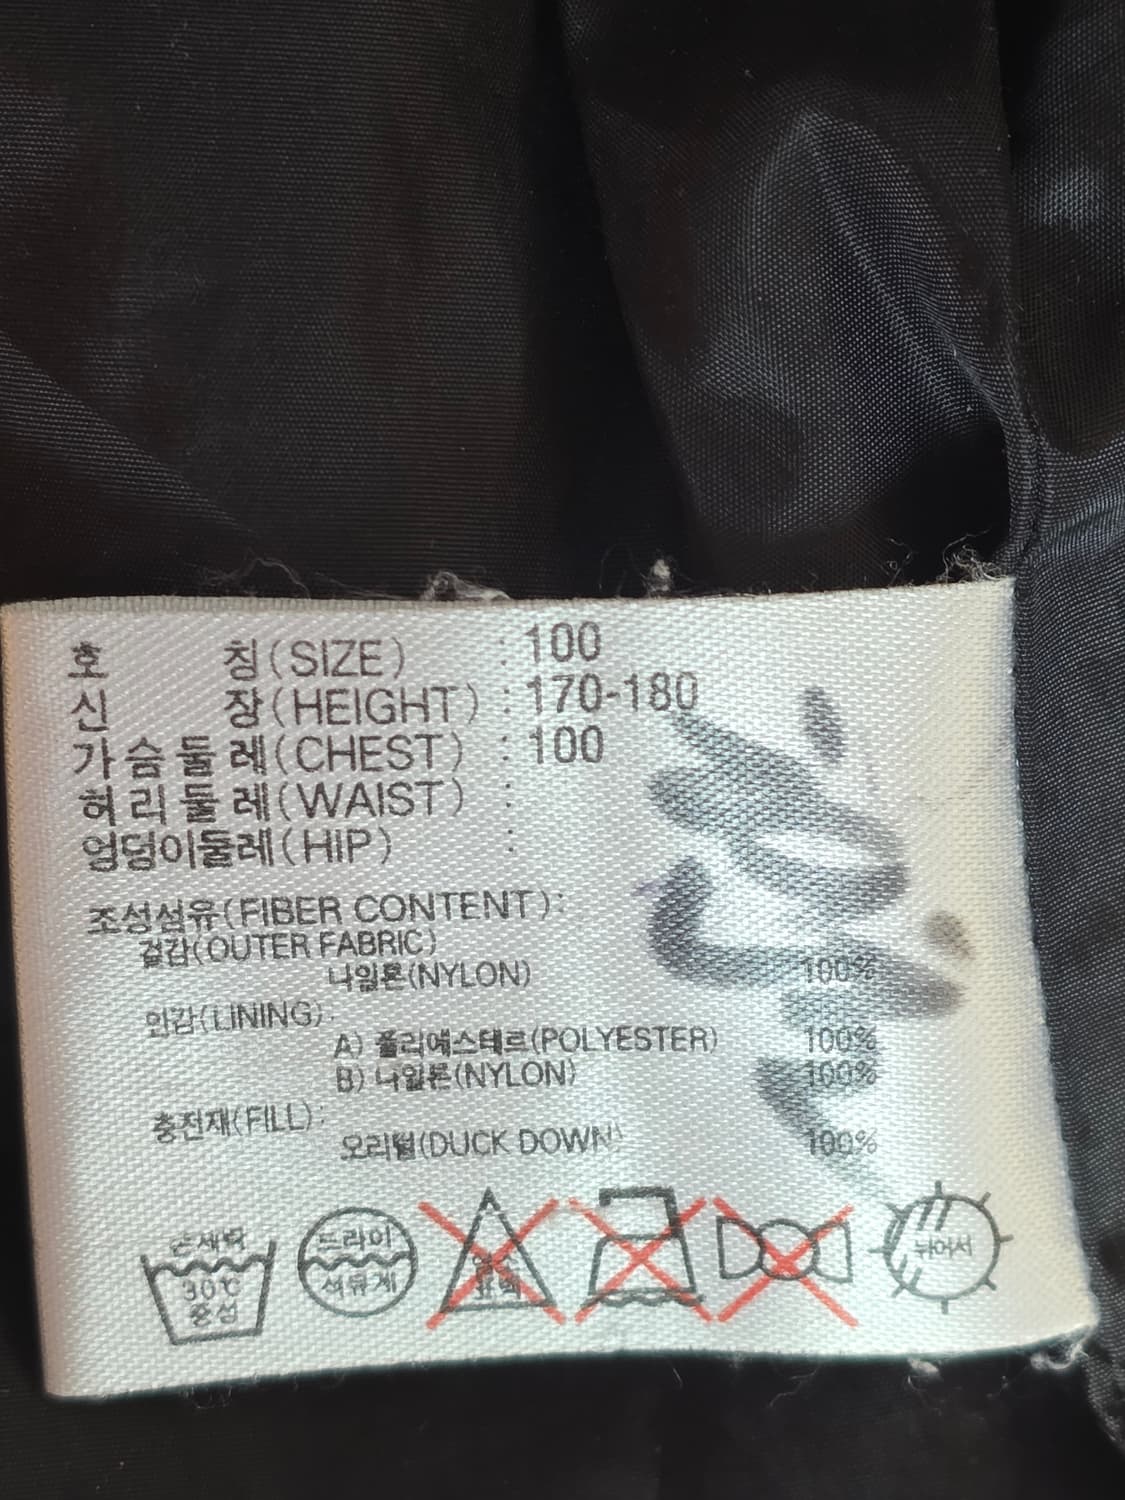 호 칭(SIZE) : 100
신 장(HEIGHT) : 170-180
가슴둘레(CHEST) : 100
허리둘레(WAIST) :
엉덩이둘레(HIP) :
조성섬유(FIBER CONTENT):
겉감(OUTER FABRIC)
나일론(NYLON) 100%
안감(LINING).
A) 폴리에스테르(POLYESTER) 100%
B) 나일론(NYLON) 100%
충전재(FILL):
오리털(DUCK DOWN) 100%
손세탁 30℃ 중성
드라이 석유계
뉘어서